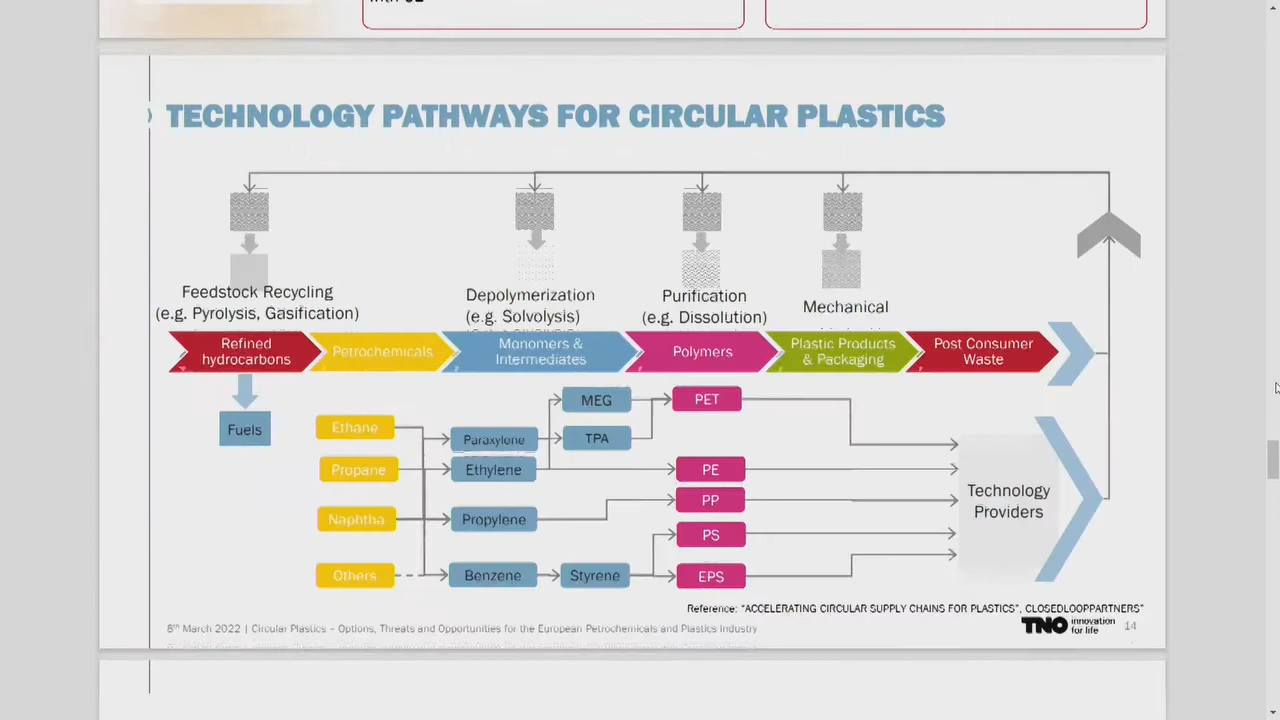 TECHNOLOGY PATHWAYS FOR CIRCULAR PLASTICS
Feedstock Recycling
(e.g. Pyrolysis, Gasification)
Depolymerization
(e.g. Solvolysis)
Purification
(e.g. Dissolution)
Mechanical
Refined
hydrocarbons
Petrochemicals
Monomers &
Intermediates
Polymers
Plastic Products
& Packaging
Post Consumer
Waste
Fuels
Ethane
Propane
Naphtha
Others
Paraxylene
Ethylene
Propylene
Benzene
MEG
TPA
Styrene
PET
PE
PP
PS
EPS
Technology
Providers
Reference: "ACCELERATING CIRCULAR SUPPLY CHAINS FOR PLASTICS", CLOSEDLOOPPARTNERS"
8th March 2022 | Circular Plastics – Options, Threats and Opportunities for the European Petrochemicals and Plastics Industry
TNO innovation
for life
14